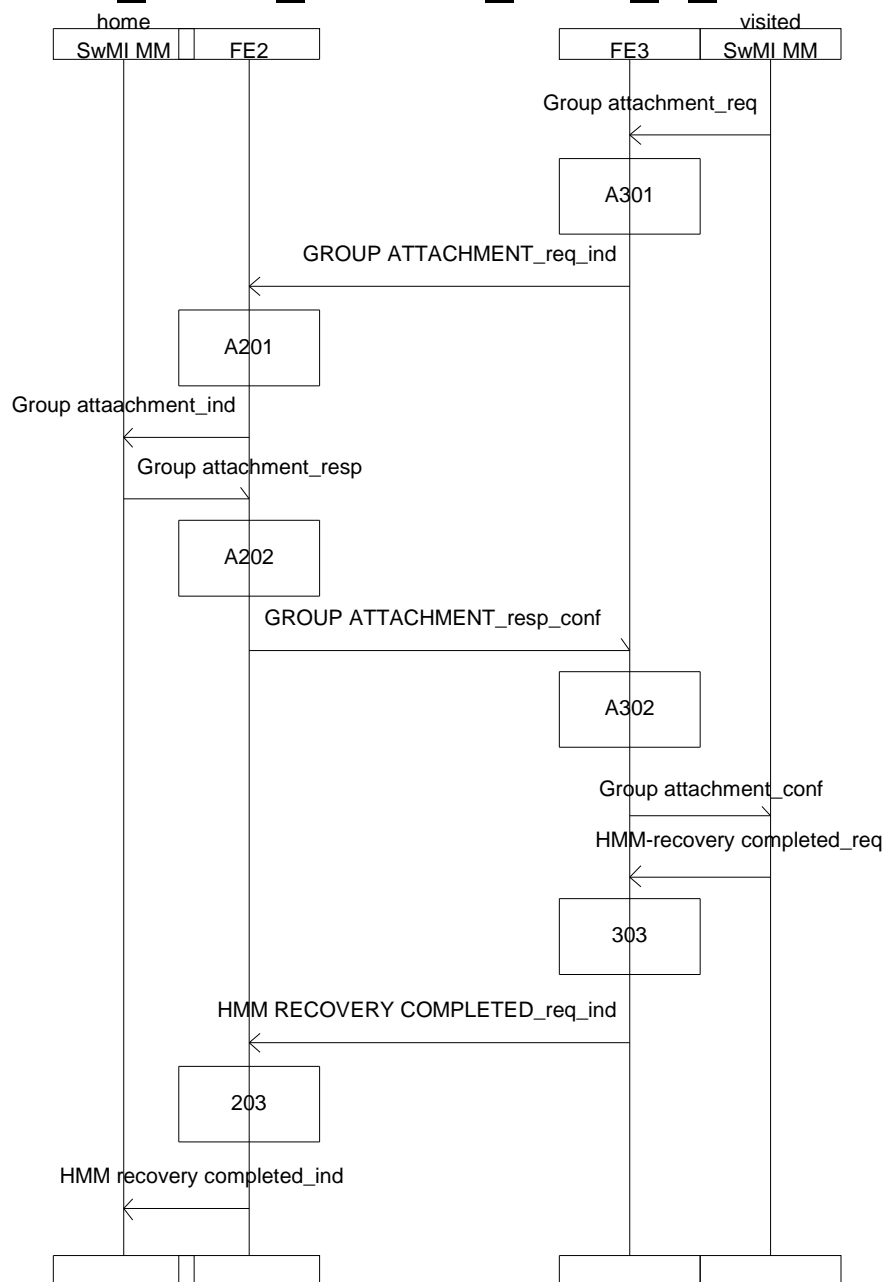 home
visited
SwMI MM
FE2
FE3
SwMI MM
Group attachment_req
A301
GROUP ATTACHMENT_req_ind
A201
Group attaachment_ind
Group attachment_resp
A202
GROUP ATTACHMENT_resp_conf
A302
Group attachment_conf
HMM-recovery completed_req
303
HMM RECOVERY COMPLETED_req_ind
203
HMM recovery completed_ind